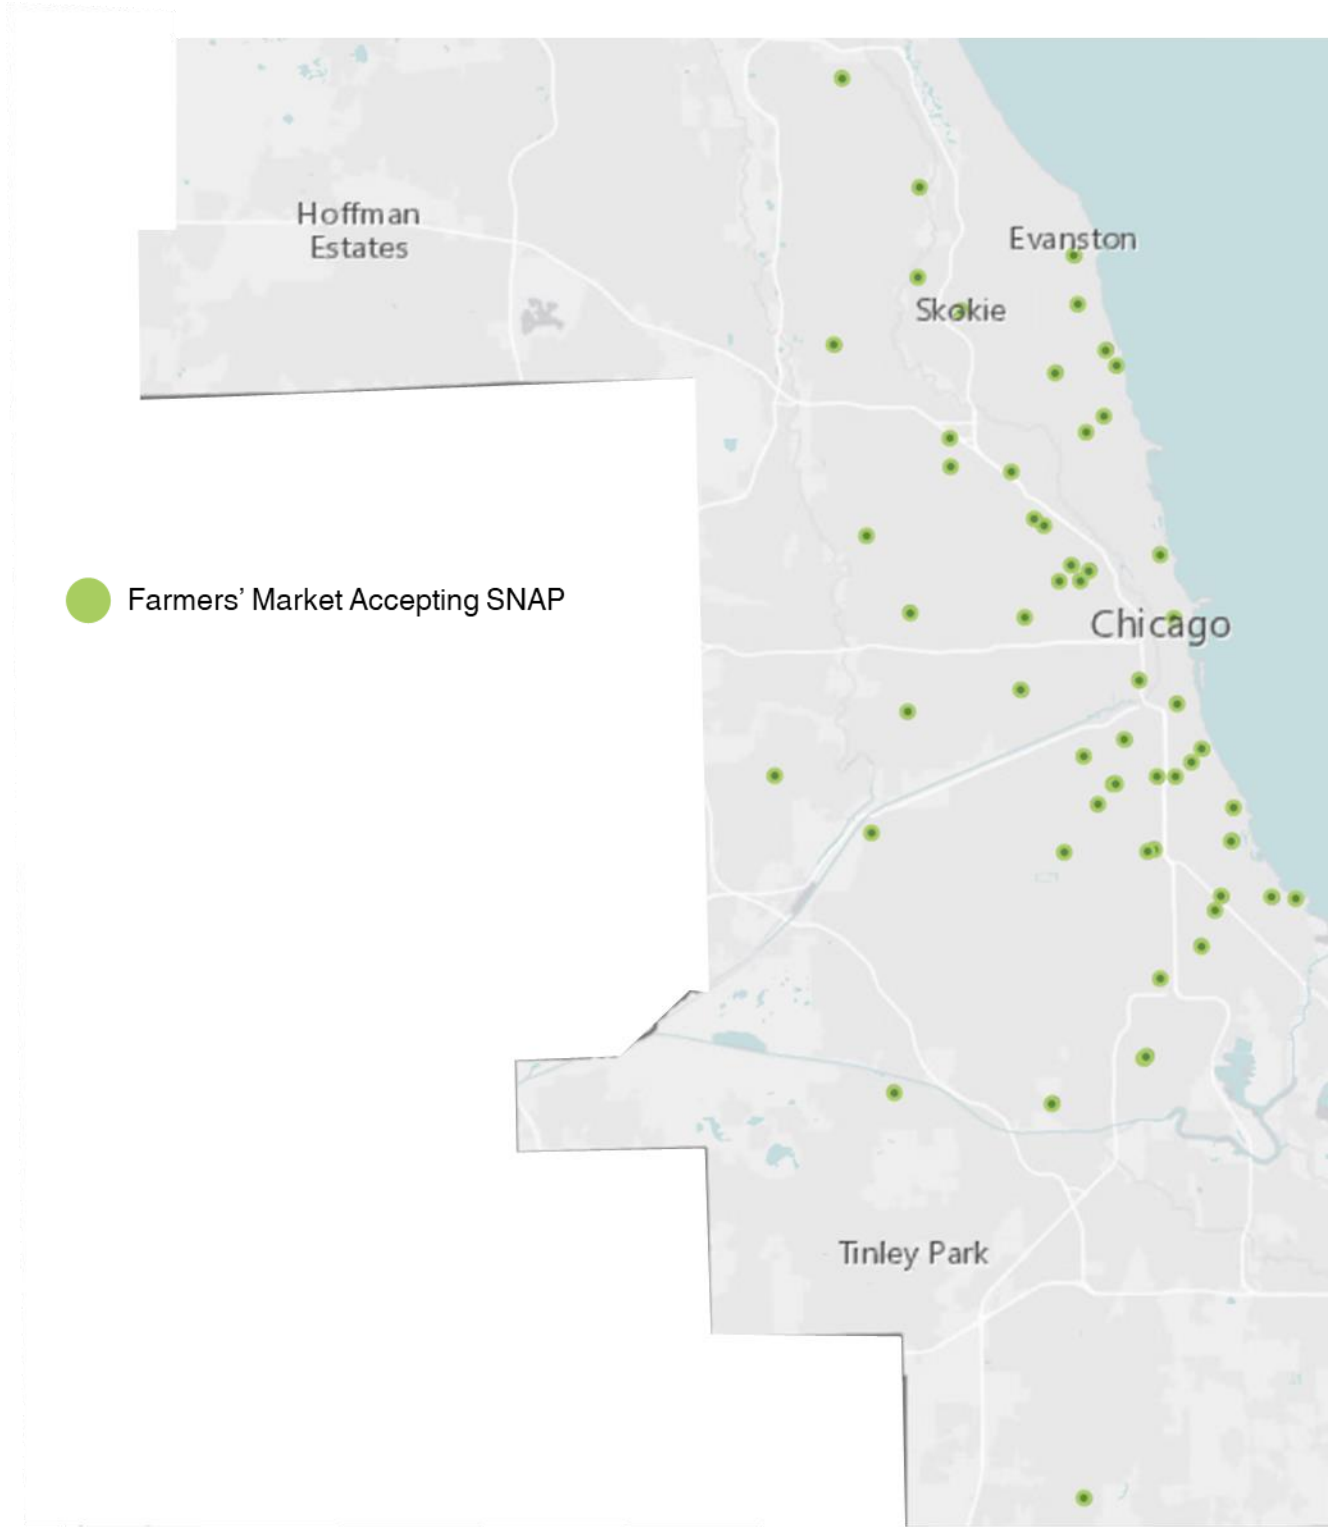 Hoffman
Estates
Evanston
Skokie
Farmers’ Market Accepting SNAP
Chicago
Tinley Park